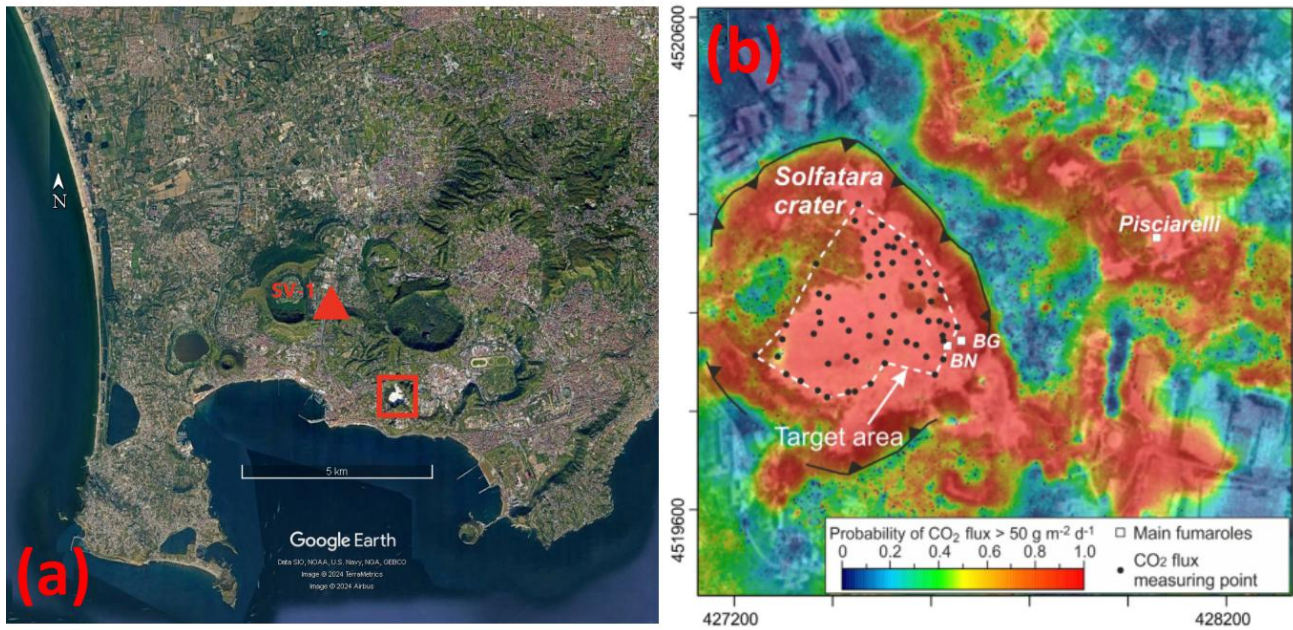 (a)
N
SV-1
5 km
Google Earth
Data SIO, NOAA, U.S. Navy, NGA, GEBCO
Image © 2024 TerraMetrics
Image © 2024 Airbus
(b)
4520600
4519600
Solfatara
crater
Pisciarelli
BG
BN
Target area
Probability of CO₂ flux > 50 g m⁻² d⁻¹
0 0.2 0.4 0.6 0.8 1.0
Main fumaroles
CO₂ flux
measuring point
427200
428200